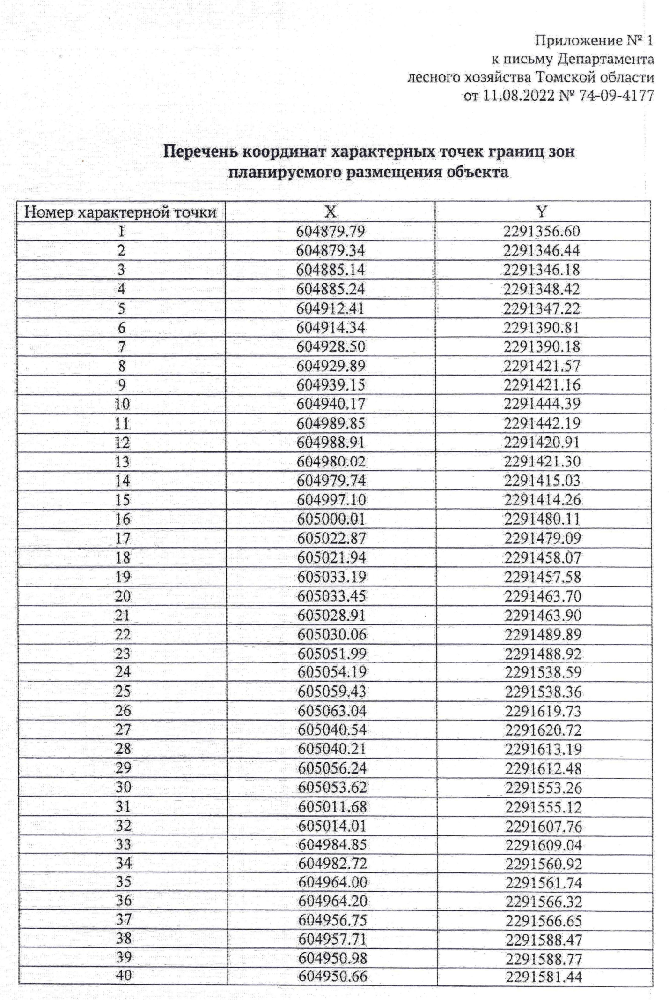 Приложение № 1
к письму Департамента
лесного хозяйства Томской области
от 11.08.2022 № 74-09-4177
Перечень координат характерных точек границ зон
планируемого размещения объекта
Номер характерной точки X Y
1 604879.79 2291356.60
2 604879.34 2291346.44
3 604885.14 2291346.18
4 604885.24 2291348.42
5 604912.41 2291347.22
6 604914.34 2291390.81
7 604928.50 2291390.18
8 604929.89 2291421.57
9 604939.15 2291421.16
10 604940.17 2291444.39
11 604989.85 2291442.19
12 604988.91 2291420.91
13 604980.02 2291421.30
14 604979.74 2291415.03
15 604997.10 2291414.26
16 605000.01 2291480.11
17 605022.87 2291479.09
18 605021.94 2291458.07
19 605033.19 2291457.58
20 605033.45 2291463.70
21 605028.91 2291463.90
22 605030.06 2291489.89
23 605051.99 2291488.92
24 605054.19 2291538.59
25 605059.43 2291538.36
26 605063.04 2291619.73
27 605040.54 2291620.72
28 605040.21 2291613.19
29 605056.24 2291612.48
30 605053.62 2291553.26
31 605011.68 2291555.12
32 605014.01 2291607.76
33 604984.85 2291609.04
34 604982.72 2291560.92
35 604964.00 2291561.74
36 604964.20 2291566.32
37 604956.75 2291566.65
38 604957.71 2291588.47
39 604950.98 2291588.77
40 604950.66 2291581.44